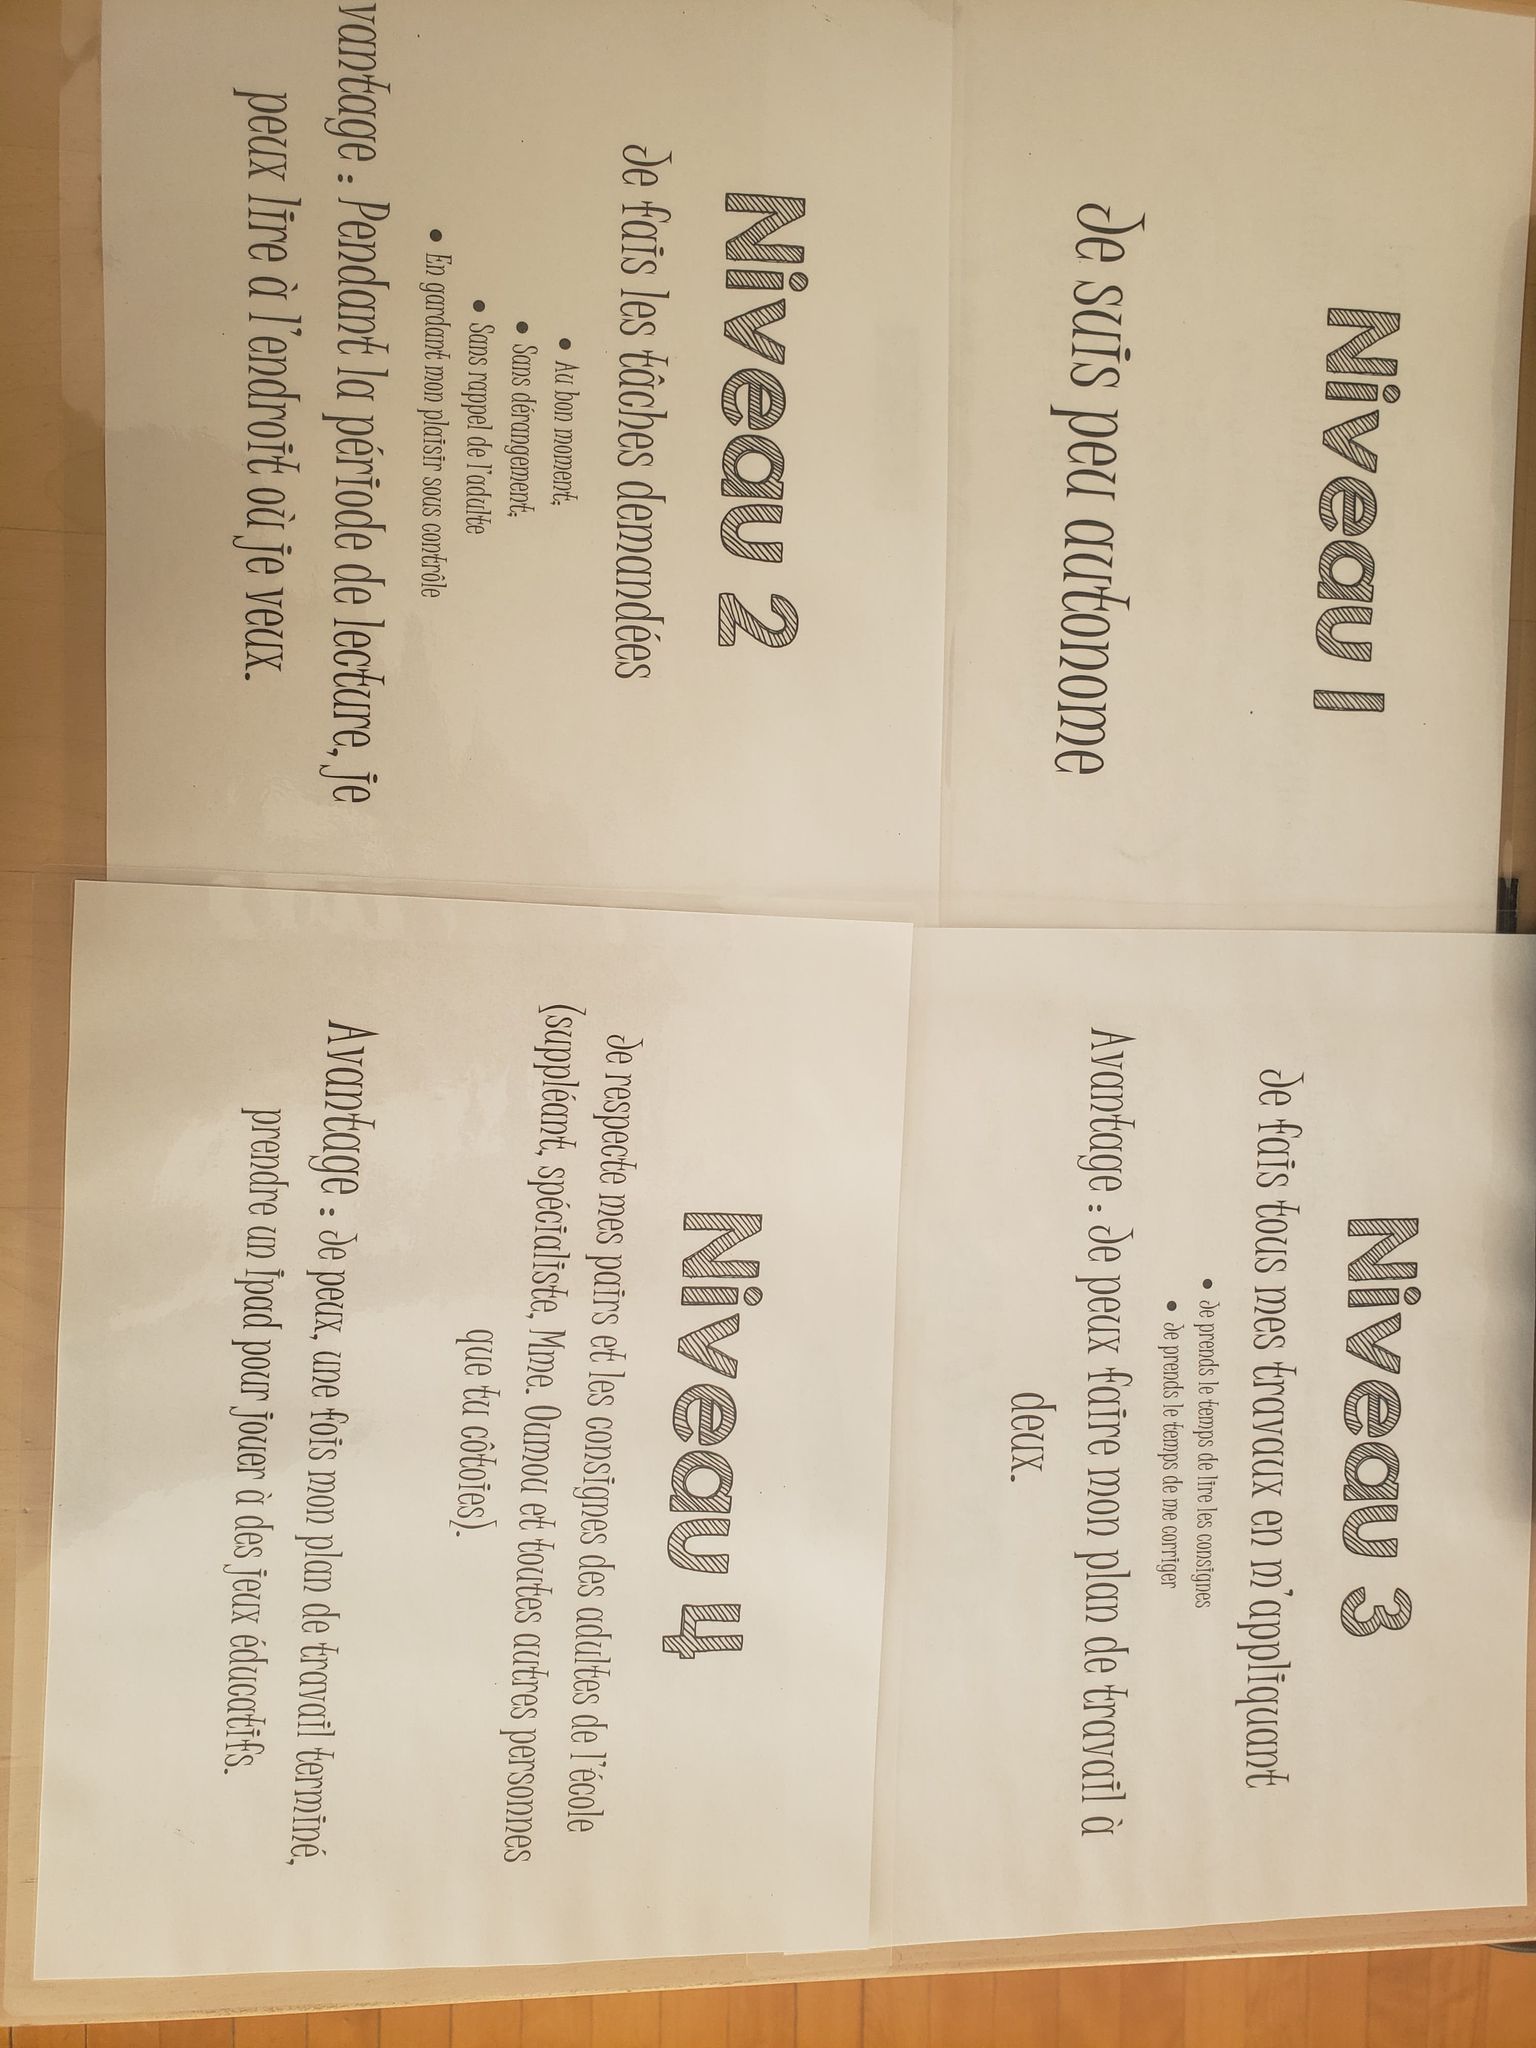 Niveau 1
Je suis peu autonome
Niveau 2
Je fais les tâches demandées
• Au bon moment;
• Sans dérangement;
• Sans rappel de l'adulte
• En gardant mon plaisir sous contrôle
vantage : Pendant la période de lecture, je
peux lire à l'endroit où je veux.
Niveau 3
Je fais tous mes travaux en m'appliquant
• Je prends le temps de lire les consignes
• Je prends le temps de me corriger
Avantage : Je peux faire mon plan de travail à
deux.
Niveau 4
Je respecte mes pairs et les consignes des adultes de l'école
(suppléant, spécialiste, Mme. Oumou et toutes autres personnes
que tu côtoies).
Avantage : Je peux, une fois mon plan de travail terminé,
prendre un ipad pour jouer à des jeux éducatifs.